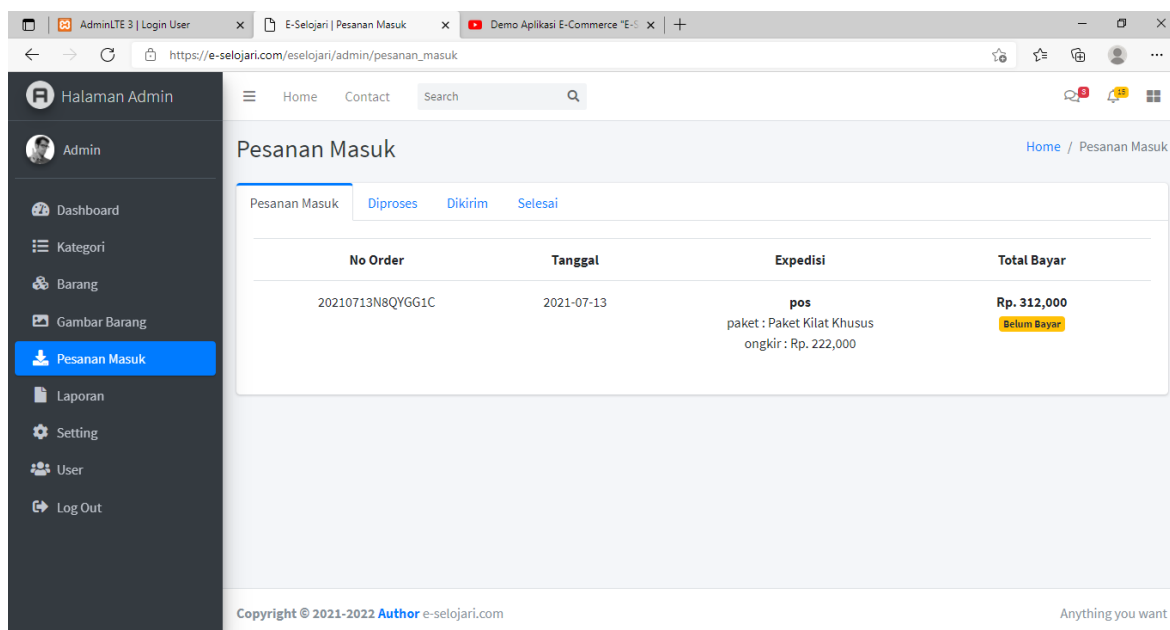 AdminLTE 3 | Login User
E-Selojari | Pesanan Masuk
Demo Aplikasi E-Commerce "E-S
https://e-selojari.com/eselojari/admin/pesanan_masuk
Halaman Admin
Home Contact Search
3 15
Admin
Pesanan Masuk
Home / Pesanan Masuk
Dashboard
Kategori
Barang
Gambar Barang
Pesanan Masuk
Laporan
Setting
User
Log Out
Pesanan Masuk Diproses Dikirim Selesai
No Order Tanggal Expedisi Total Bayar
20210713N8QYGG1C 2021-07-13 pos Rp. 312,000
paket : Paket Kilat Khusus Belum Bayar
ongkir : Rp. 222,000
Copyright © 2021-2022 Author e-selojari.com Anything you want